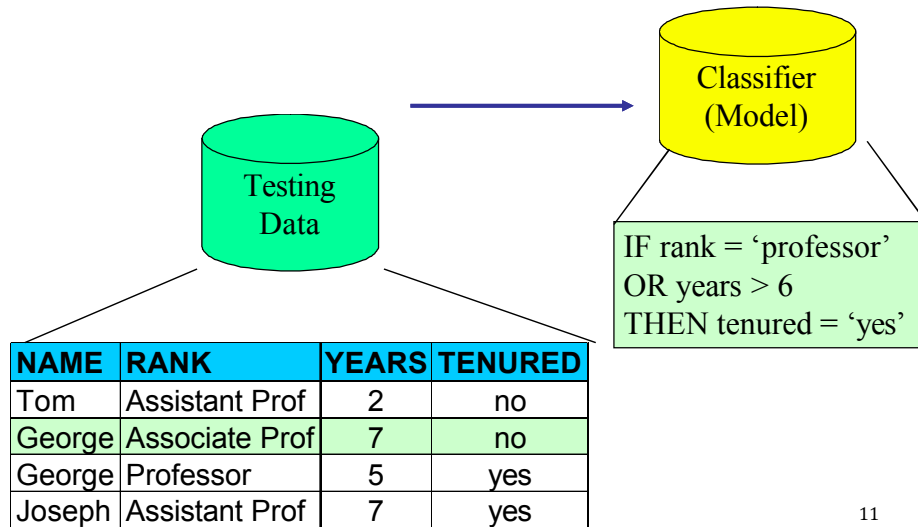 Classifier
(Model)
Testing
Data
IF rank = ‘professor’
OR years > 6
THEN tenured = ‘yes’
NAME RANK YEARS TENURED
Tom Assistant Prof 2 no
George Associate Prof 7 no
George Professor 5 yes
Joseph Assistant Prof 7 yes
11